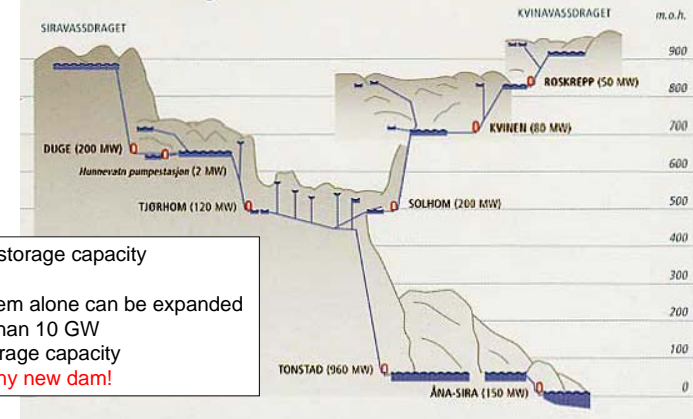 SIRAVASSDRAGET
KVINAVASSDRAGET
m.o.h.
900
ROSKREPP (50 MW)
800
KVINEN (80 MW)
700
DUGE (200 MW)
Hunnevatn pumpestasjon (2 MW)
600
TJØRHOM (120 MW)
SOLHOM (200 MW)
500
400
300
200
100
0
TONSTAD (960 MW)
ÅNA-SIRA (150 MW)
storage capacity
em alone can be expanded
han 10 GW
rage capacity
ny new dam!